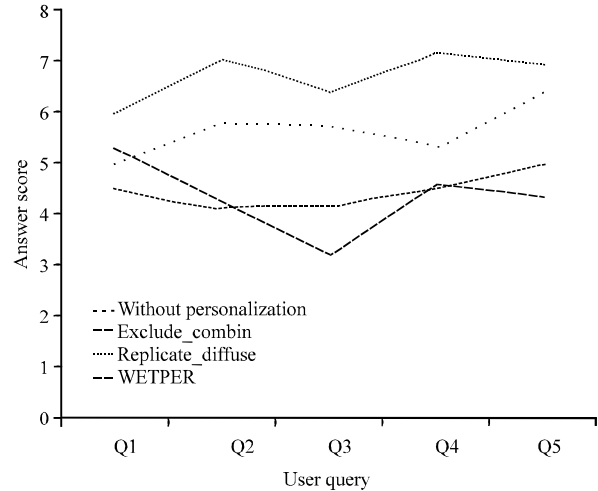 8
7
6
5
4
3
2
1
0
Answer score
Without personalization
Exclude_combin
Replicate_diffuse
WETPER
Q1 Q2 Q3 Q4 Q5
User query